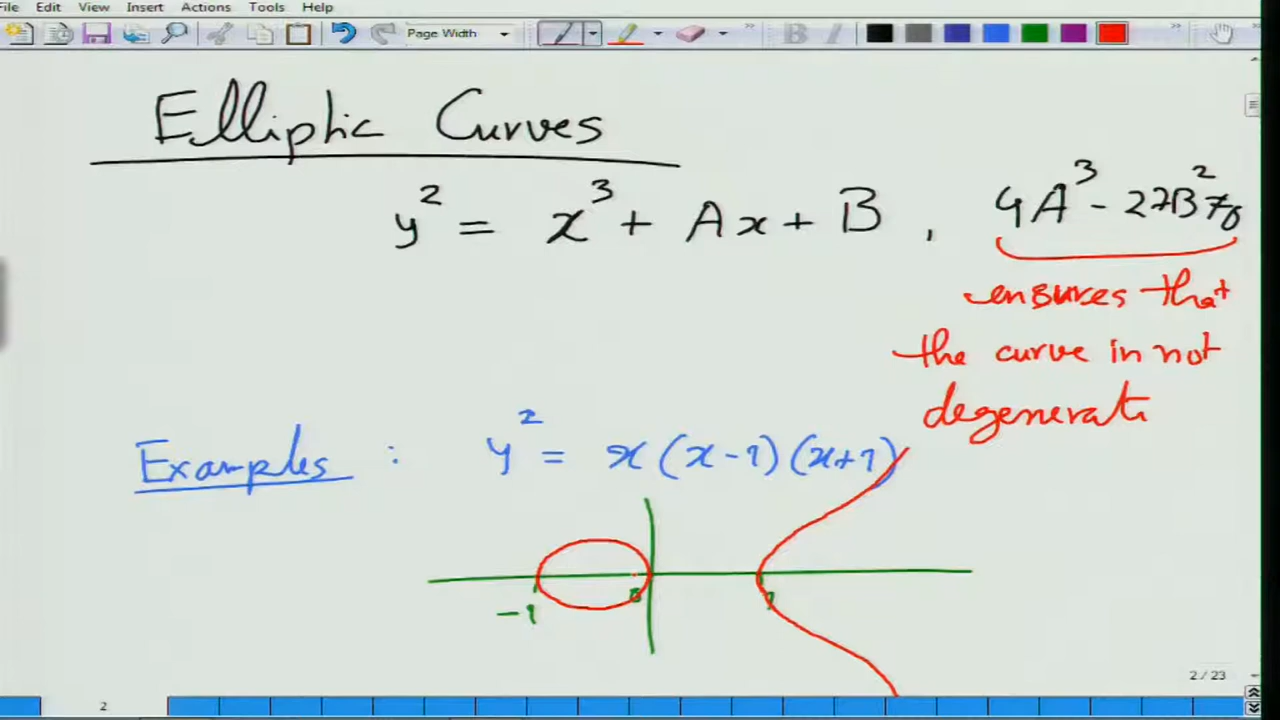 File Edit View Insert Actions Tools Help
Page Width
Elliptic Curves
y² = x³ + Ax + B , 4A³ - 27B² ≠ 0
ensures that
the curve in not
degenerate
Examples : y² = x(x-1)(x+1)
-1 0 1
2 / 23
2